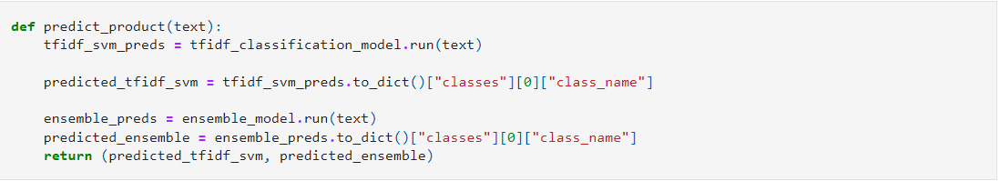 def predict_product(text):
    tfidf_svm_preds = tfidf_classification_model.run(text)
    predicted_tfidf_svm = tfidf_svm_preds.to_dict()["classes"][0]["class_name"]
    ensemble_preds = ensemble_model.run(text)
    predicted_ensemble = ensemble_preds.to_dict()["classes"][0]["class_name"]
    return (predicted_tfidf_svm, predicted_ensemble)